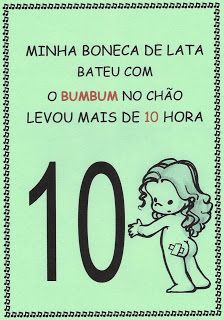 MINHA BONECA DE LATA
BATEU COM
O BUMBUM NO CHÃO
LEVOU MAIS DE 10 HORA
10